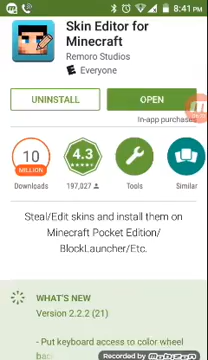 8:41 PM
Skin Editor for
Minecraft
Remoro Studios
E Everyone
UNINSTALL
OPEN
In-app purchases
10
MILLION
4.3
Downloads
197,027
Tools
Similar
Steal/Edit skins and install them on
Minecraft Pocket Edition/
BlockLauncher/Etc.
WHAT'S NEW
Version 2.2.2 (21)
- Put keyboard access to color wheel
back
Recorded by Mobizen